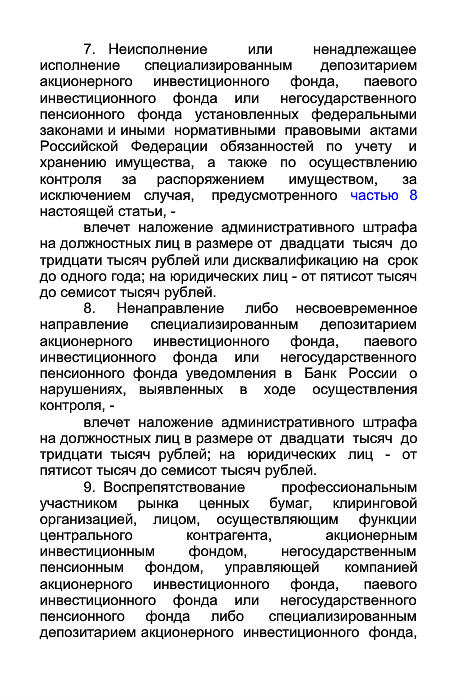 7. Неисполнение или ненадлежащее
исполнение специализированным депозитарием
акционерного инвестиционного фонда, паевого
инвестиционного фонда или негосударственного
пенсионного фонда установленных федеральными
законами и иными нормативными правовыми актами
Российской Федерации обязанностей по учету и
хранению имущества, а также по осуществлению
контроля за распоряжением имуществом, за
исключением случая, предусмотренного частью 8
настоящей статьи, -
влечет наложение административного штрафа
на должностных лиц в размере от двадцати тысяч до
тридцати тысяч рублей или дисквалификацию на срок
до одного года; на юридических лиц - от пятисот тысяч
до семисот тысяч рублей.
8. Ненаправление либо несвоевременное
направление специализированным депозитарием
акционерного инвестиционного фонда, паевого
инвестиционного фонда или негосударственного
пенсионного фонда уведомления в Банк России о
нарушениях, выявленных в ходе осуществления
контроля, -
влечет наложение административного штрафа
на должностных лиц в размере от двадцати тысяч до
тридцати тысяч рублей; на юридических лиц - от
пятисот тысяч до семисот тысяч рублей.
9. Воспрепятствование профессиональным
участником рынка ценных бумаг, клиринговой
организацией, лицом, осуществляющим функции
центрального контрагента, акционерным
инвестиционным фондом, негосударственным
пенсионным фондом, управляющей компанией
акционерного инвестиционного фонда, паевого
инвестиционного фонда или негосударственного
пенсионного фонда либо специализированным
депозитарием акционерного инвестиционного фонда,